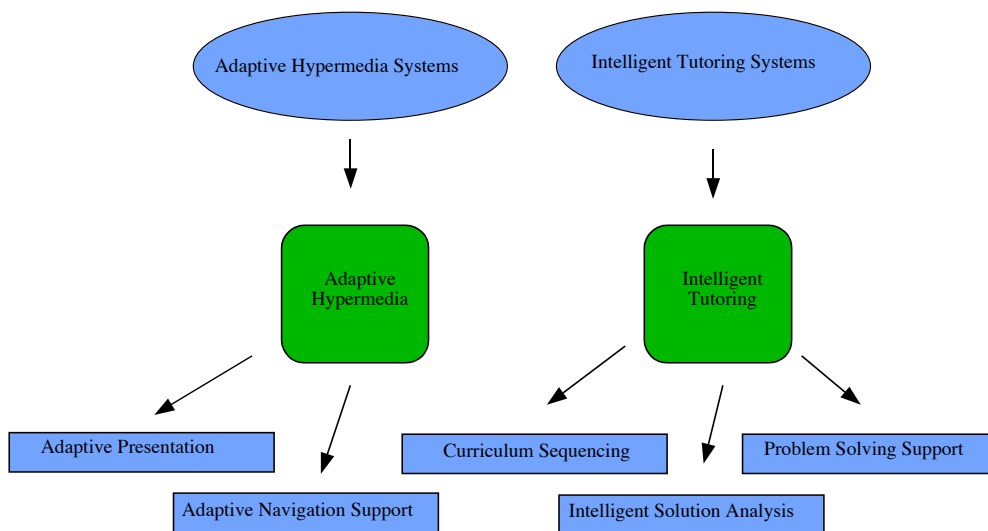 Adaptive Hypermedia Systems
Intelligent Tutoring Systems
Adaptive
Hypermedia
Intelligent
Tutoring
Adaptive Presentation
Curriculum Sequencing
Problem Solving Support
Adaptive Navigation Support
Intelligent Solution Analysis